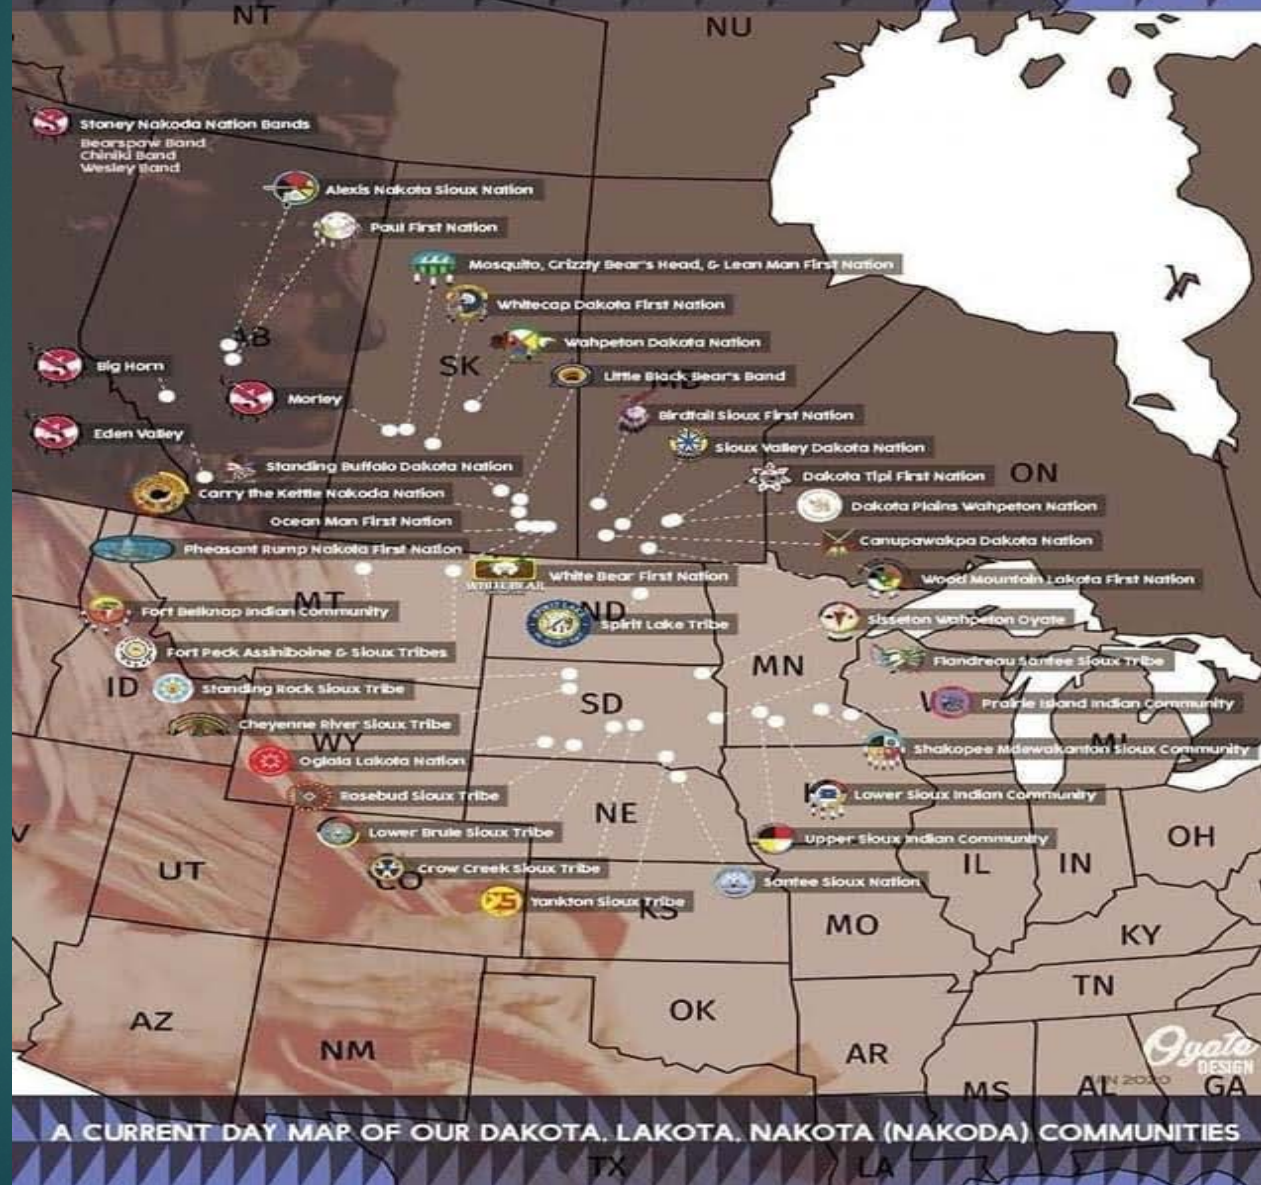 NT
NU
Stoney Nakoda Nation Bands
Bearspaw Band
Chiniki Band
Wesley Band
Alexis Nakota Sioux Nation
Paul First Nation
Mosquito, Grizzly Bear's Head, & Lean Man First Nation
Whitecap Dakota First Nation
AB
Wahpeton Dakota Nation
SK
Big Horn
Little Black Bear's Band
Morley
Birdtail Sioux First Nation
Eden Valley
Sioux Valley Dakota Nation
Standing Buffalo Dakota Nation
Dakota Tipi First Nation
ON
Carry the Kettle Nakoda Nation
Dakota Plains Wahpeton Nation
Ocean Man First Nation
Canupawakpa Dakota Nation
Pheasant Rump Nakota First Nation
WHITE BEAR
White Bear First Nation
Wood Mountain Lakota First Nation
MT
Fort Belknap Indian Community
ND
SPIRIT LAKE
Spirit Lake Tribe
Sisseton Wahpeton Oyate
Fort Peck Assiniboine & Sioux Tribes
MN
Flandreau Santee Sioux Tribe
ID
Standing Rock Sioux Tribe
SD
Prairie Island Indian Community
Cheyenne River Sioux Tribe
WY
MI
Shakopee Mdewakanton Sioux Community
Oglala Lakota Nation
Rosebud Sioux Tribe
Lower Sioux Indian Community
NE
Lower Brule Sioux Tribe
Upper Sioux Indian Community
OH
UT
Crow Creek Sioux Tribe
CO
IL
IN
Santee Sioux Nation
Yankton Sioux Tribe
KS
MO
KY
TN
OK
AZ
NM
AR
Oyate
DESIGN
JAN 2020
MS
AL
GA
A CURRENT DAY MAP OF OUR DAKOTA, LAKOTA, NAKOTA (NAKODA) COMMUNITIES
TX
LA